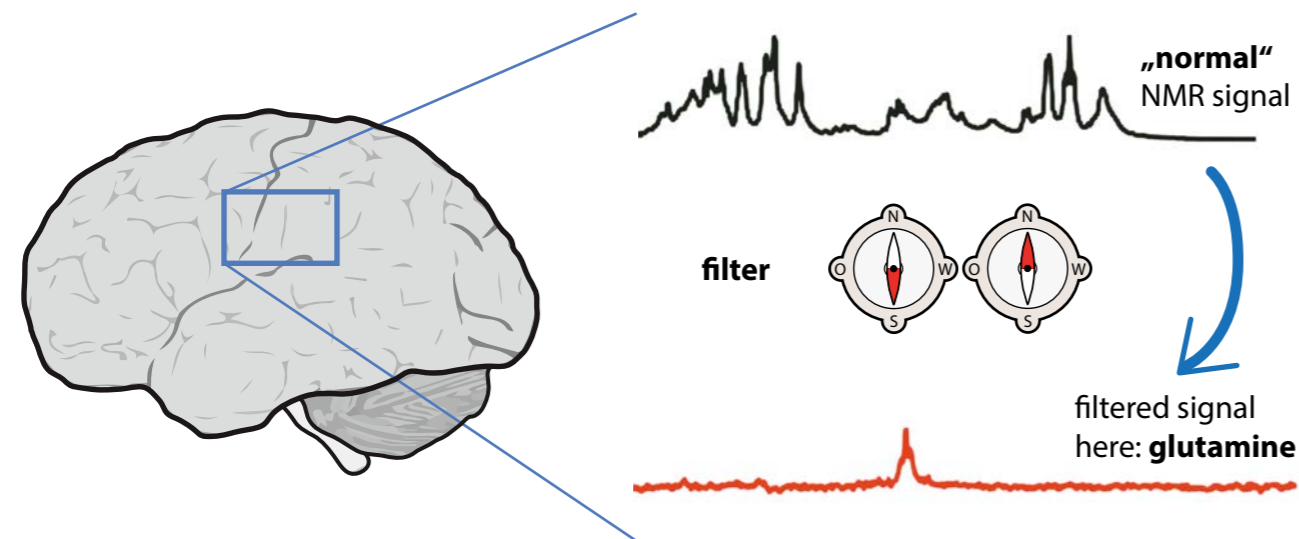 „normal“
NMR signal
N
N
filter
O
W
O
W
S
S
filtered signal
here: glutamine